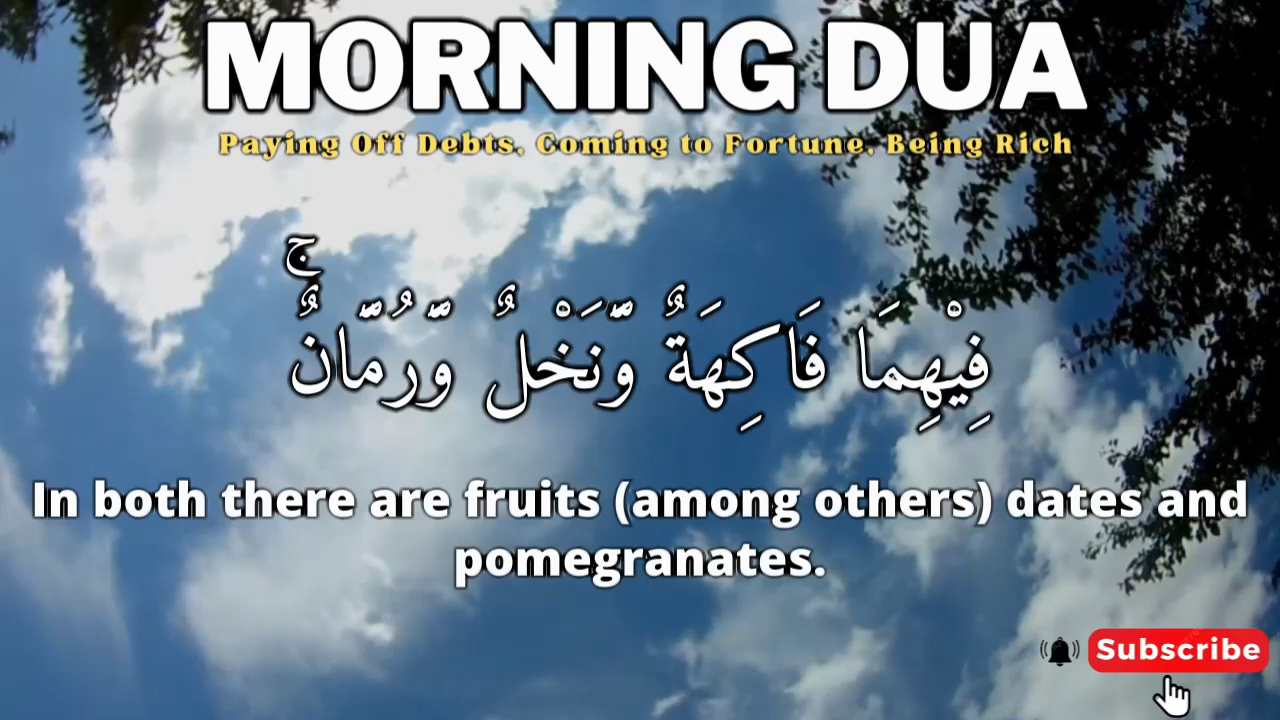 MORNING DUA
Paying Off Debts, Coming to Fortune, Being Rich
فِيْهِمَا فَاكِهَةٌ وَّنَخْلٌ وَّرُمَّانٌۚ
In both there are fruits (among others) dates and
pomegranates.
Subscribe